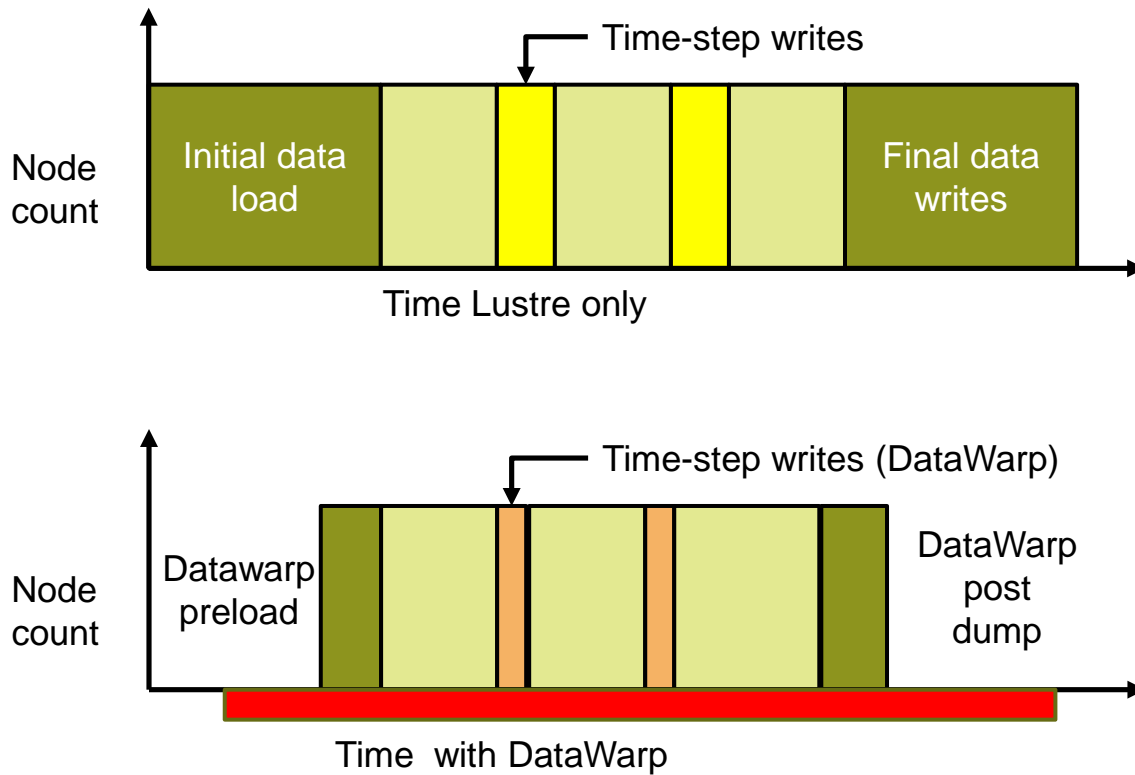 Time-step writes
Node
count
Initial data
load
Final data
writes
Time Lustre only
Time-step writes (DataWarp)
Node
count
Datawarp
preload
DataWarp
post
dump
Time  with DataWarp